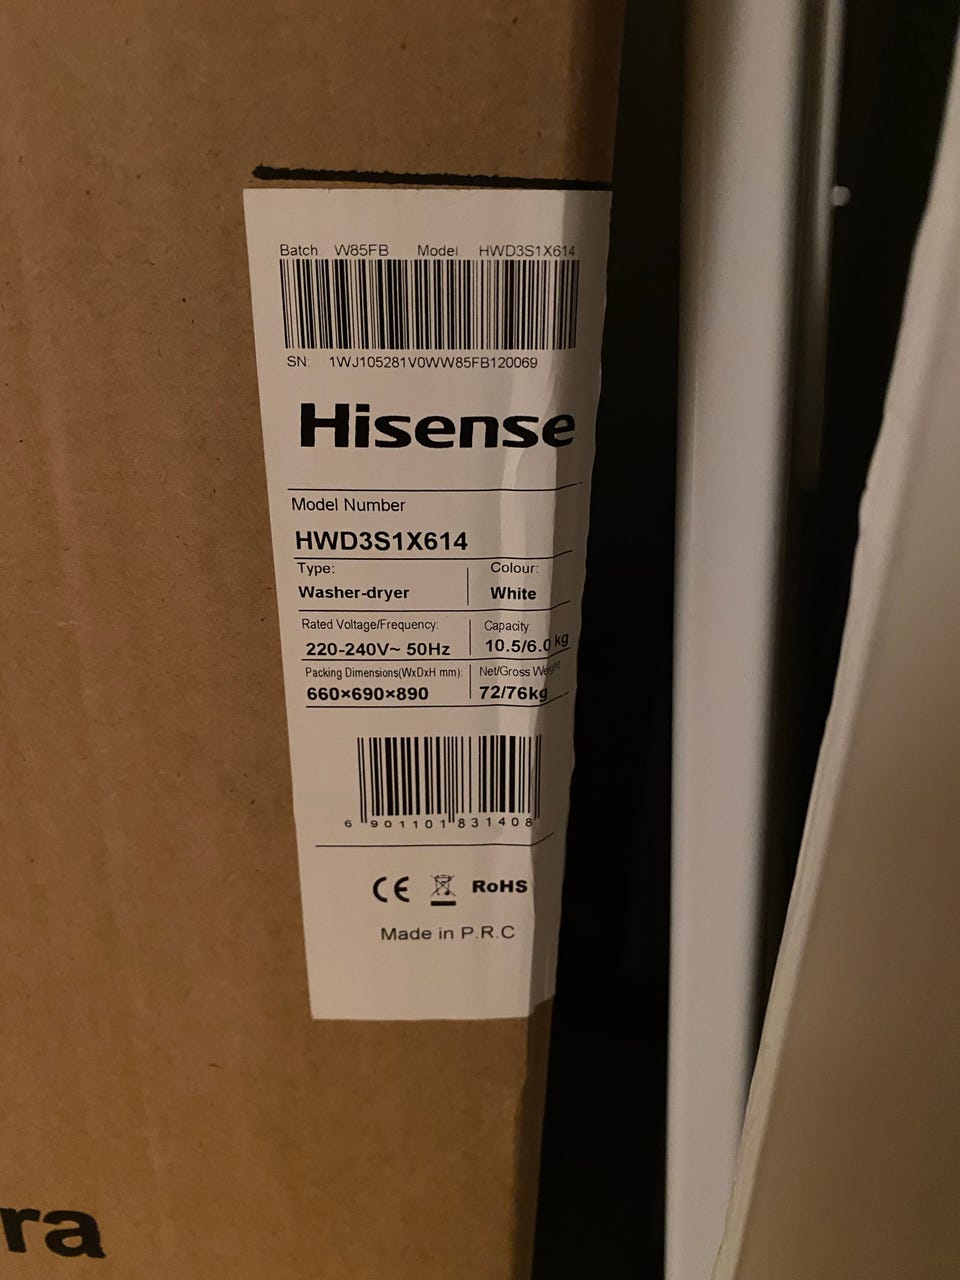 Batch W85FB Model HWD3S1X614
SN: 1WJ105281V0WW85FB120069
Hisense
Model Number
HWD3S1X614
Type: Colour:
Washer-dryer White
Rated Voltage/Frequency: Capacity:
220-240V~ 50Hz 10.5/6.0 kg
Packing Dimensions(WxDxH mm): Net/Gross Weight
660×690×890 72/76kg
6 901101 831408
CE RoHS
Made in P.R.C
ra